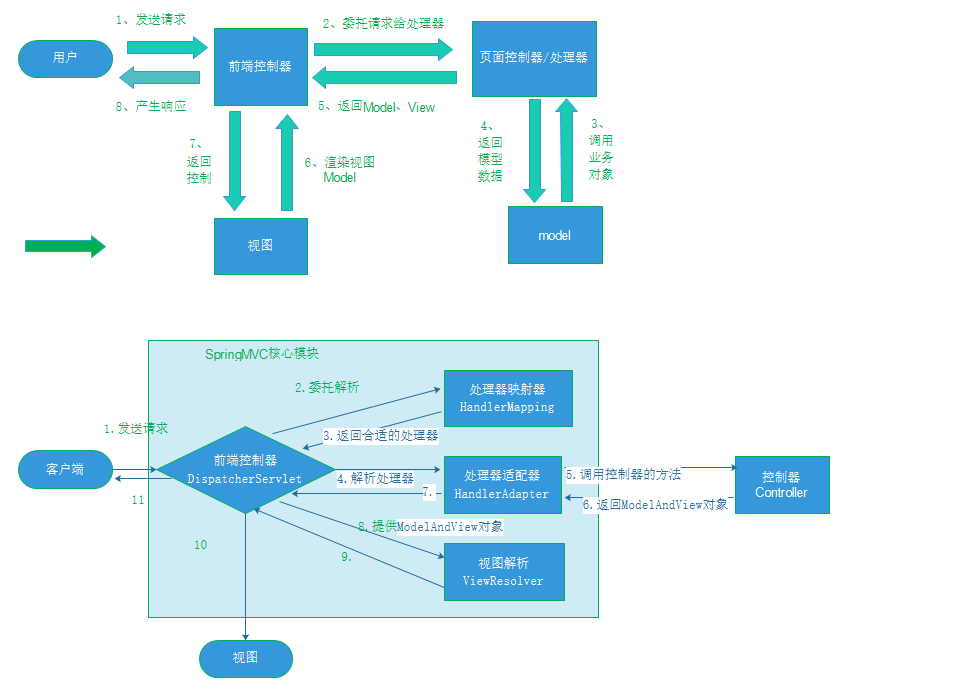 1、发送请求
2、委托请求给处理器
用户
前端控制器
页面控制器/处理器
8、产生响应
5、返回Model、View
7、
返回
控制
6、渲染视图
Model
4、
返回
模型
数据
3、
调用
业务
对象
视图
model
SpringMVC核心模块
2.委托解析
处理器映射器
HandlerMapping
1.发送请求
3.返回合适的处理器
客户端
前端控制器
DispatcherServlet
4.解析处理器
7.
处理器适配器
HandlerAdapter
5.调用控制器的方法
6.返回ModelAndView对象
控制器
Controller
11
8.提供ModelAndView对象
10
9.
视图解析
ViewResolver
视图